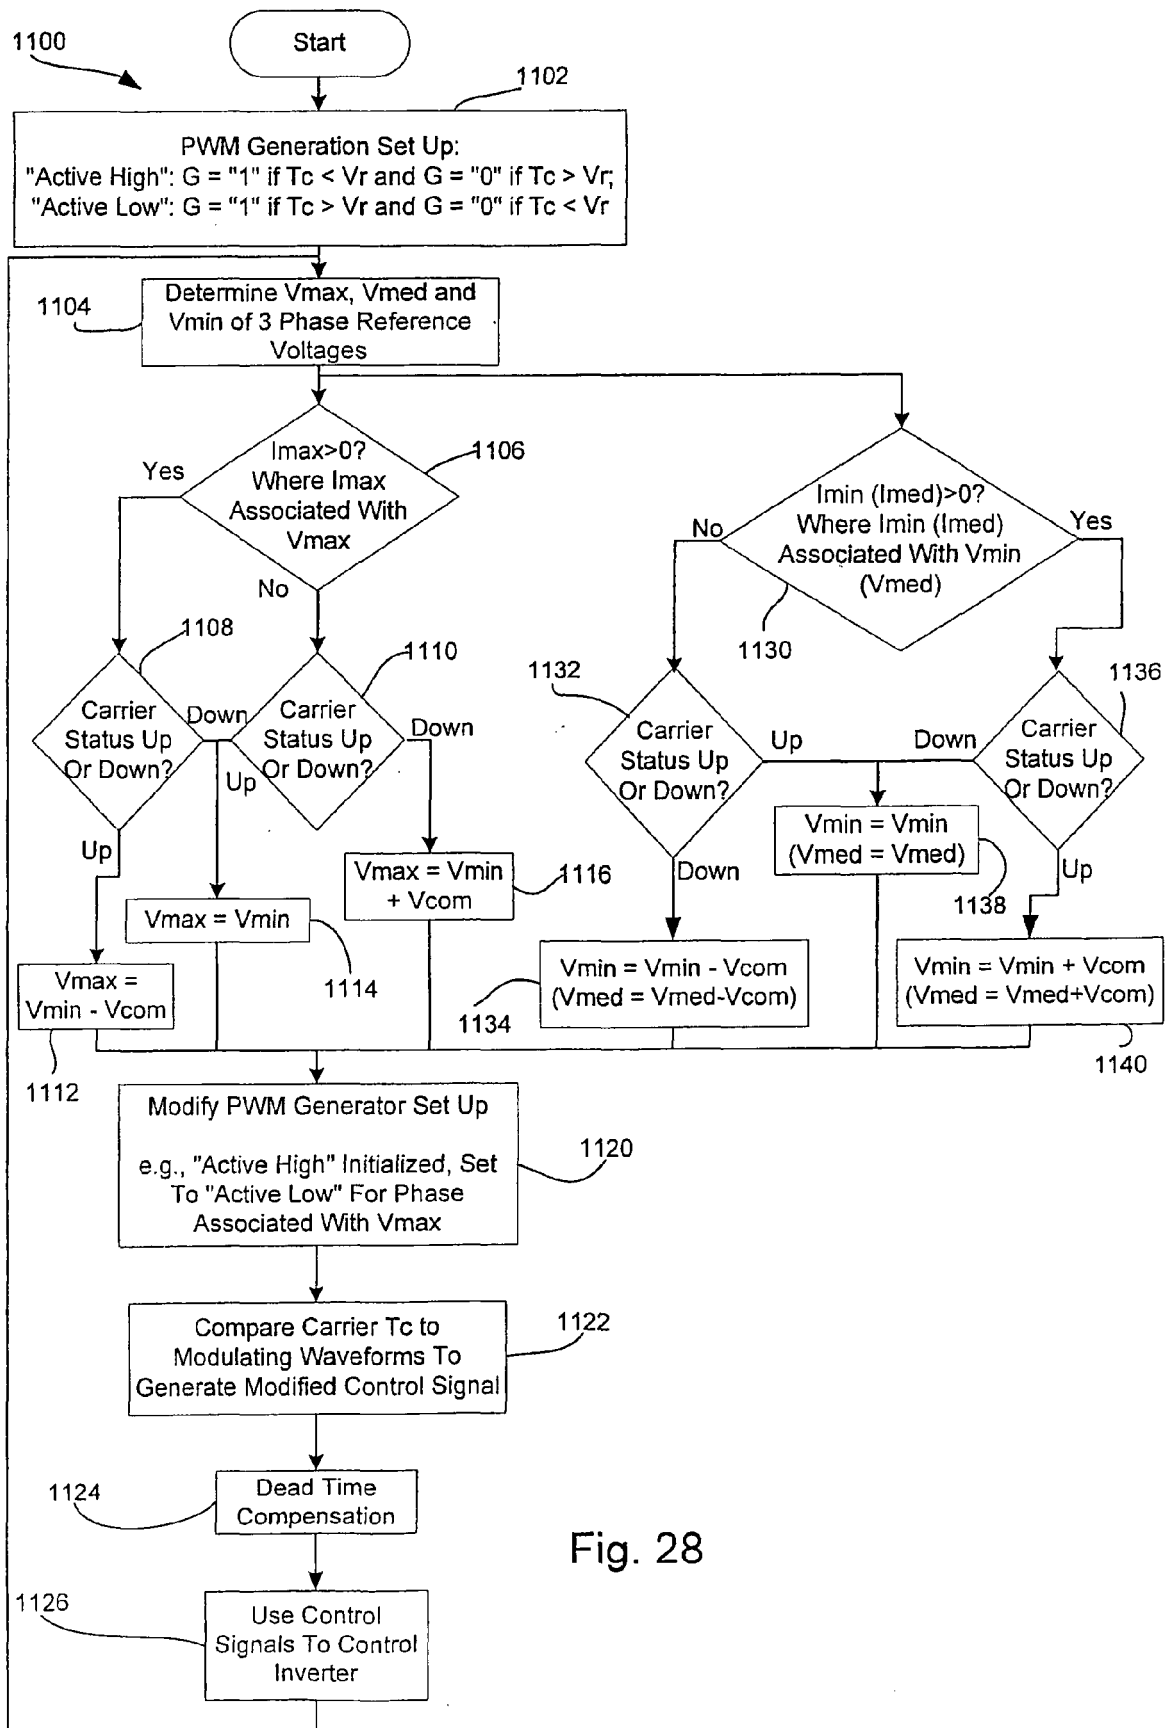 1100
Start
1102
PWM Generation Set Up:
"Active High": G = "1" if Tc < Vr and G = "0" if Tc > Vr;
"Active Low": G = "1" if Tc > Vr and G = "0" if Tc < Vr
1104
Determine Vmax, Vmed and
Vmin of 3 Phase Reference
Voltages
Yes
Imax>0?
Where Imax
Associated With
Vmax
1106
No
No
Imin (Imed)>0?
Where Imin (Imed)
Associated With Vmin
(Vmed)
Yes
1130
1108
Carrier
Status Up
Or Down?
Down
Up
1110
Carrier
Status Up
Or Down?
Up
Down
1132
Carrier
Status Up
Or Down?
Up
Down
1136
Carrier
Status Up
Or Down?
Down
Up
Vmin = Vmin
(Vmed = Vmed)
1138
Vmax = Vmin
+ Vcom
1116
Vmax = Vmin
1114
Vmax =
Vmin - Vcom
1112
Vmin = Vmin - Vcom
(Vmed = Vmed-Vcom)
1134
Vmin = Vmin + Vcom
(Vmed = Vmed+Vcom)
1140
Modify PWM Generator Set Up
e.g., "Active High" Initialized, Set
To "Active Low" For Phase
Associated With Vmax
1120
Compare Carrier Tc to
Modulating Waveforms To
Generate Modified Control Signal
1122
1124
Dead Time
Compensation
Fig. 28
1126
Use Control
Signals To Control
Inverter